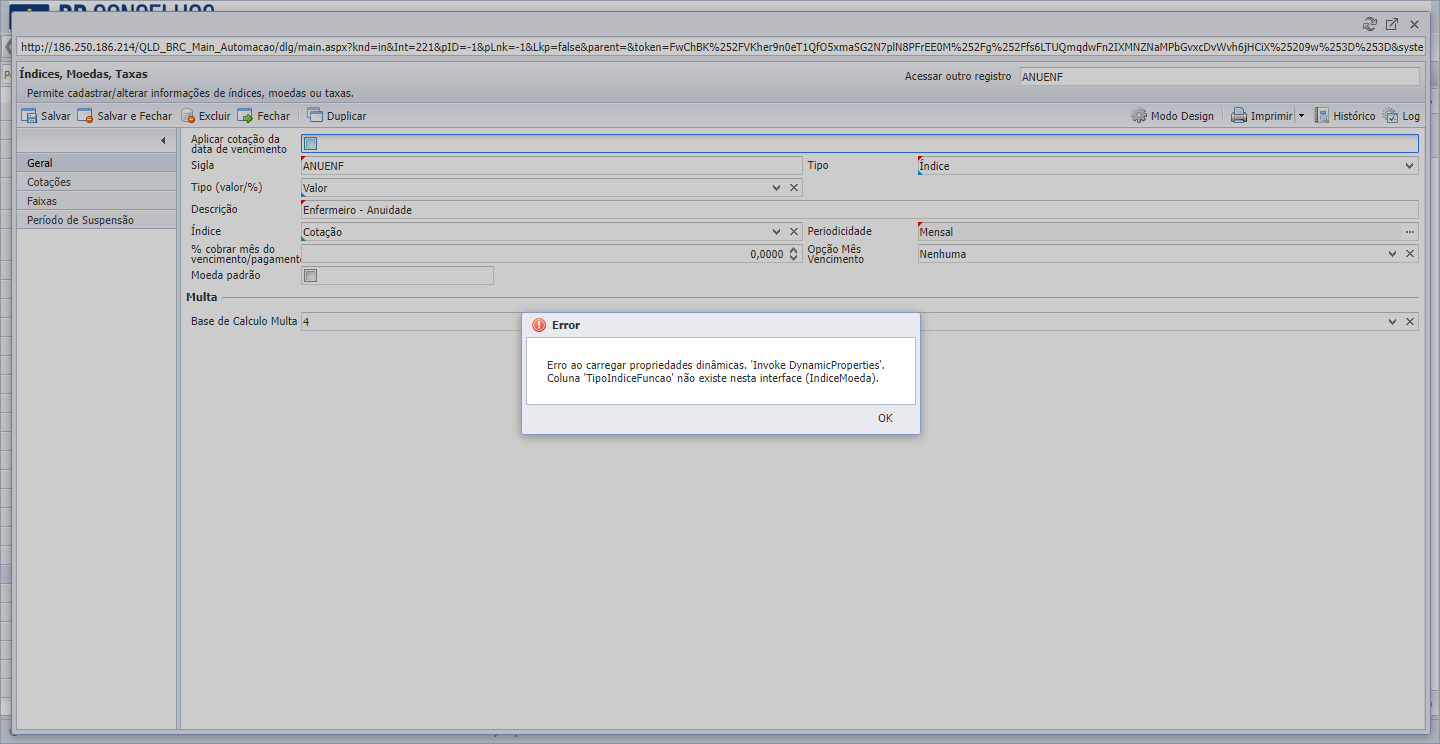 BR CONSELHOS
http://186.250.186.214/QLD_BRC_Main_Automacao/dlg/main.aspx?knd=in&Int=221&pID=-1&pLnk=-1&Lkp=false&parent=&token=FwChBK%252FVKher9n0eT1QfO5xmaSG2N7plN8PFrEE0M%252Fg%252Ffs6LTUQmqdwFn2IXMNZNaMPbGvxcDvWvh6jHCiX%25209w%253D%253D&syste
Índices, Moedas, Taxas
Acessar outro registro ANUENF
Permite cadastrar/alterar informações de índices, moedas ou taxas.
Salvar Salvar e Fechar Excluir Fechar Duplicar Modo Design Imprimir Histórico Log
Geral
Cotações
Faixas
Período de Suspensão
Aplicar cotação da
data de vencimento
Sigla ANUENF Tipo Índice
Tipo (valor/%) Valor
Descrição Enfermeiro - Anuidade
Índice Cotação Periodicidade Mensal ...
% cobrar mês do
vencimento/pagamento 0,0000 Opção Mês
Vencimento Nenhuma
Moeda padrão
Multa
Base de Calculo Multa 4
Error
Erro ao carregar propriedades dinâmicas. 'Invoke DynamicProperties'.
Coluna 'TipoIndiceFuncao' não existe nesta interface (IndiceMoeda).
OK